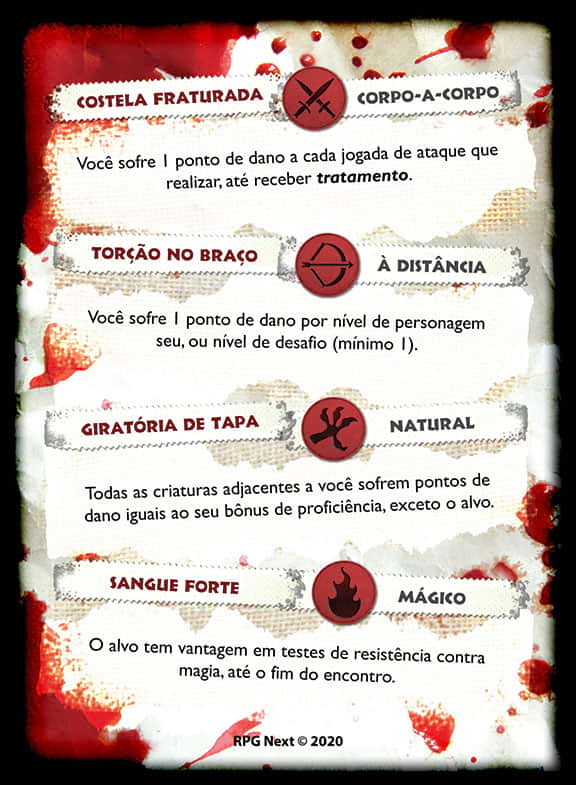 COSTELA FRATURADA CORPO-A-CORPO
Você sofre 1 ponto de dano a cada jogada de ataque que
realizar, até receber tratamento.
TORÇÃO NO BRAÇO À DISTÂNCIA
Você sofre 1 ponto de dano por nível de personagem
seu, ou nível de desafio (mínimo 1).
GIRATÓRIA DE TAPA NATURAL
Todas as criaturas adjacentes a você sofrem pontos de
dano iguais ao seu bônus de proficiência, exceto o alvo.
SANGUE FORTE MÁGICO
O alvo tem vantagem em testes de resistência contra
magia, até o fim do encontro.
RPG Next © 2020